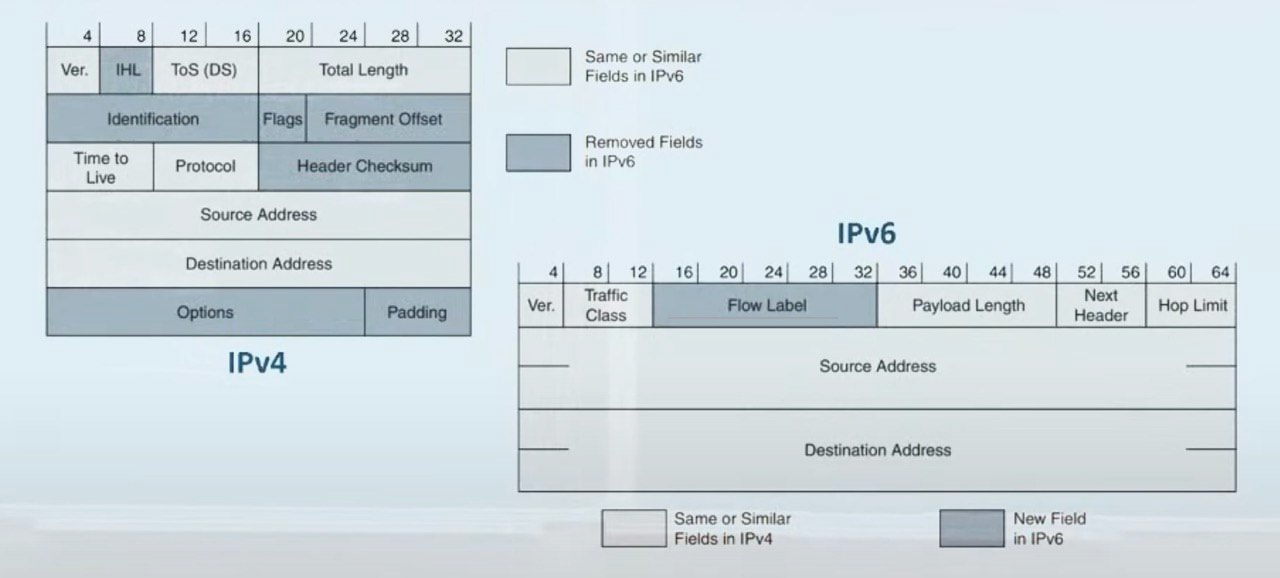 4 8 12 16 20 24 28 32
Ver. IHL ToS (DS) Total Length
Identification Flags Fragment Offset
Time to
Live
Protocol Header Checksum
Source Address
Destination Address
Options Padding
IPv4
Same or Similar
Fields in IPv6
Removed Fields
in IPv6
IPv6
4 8 12 16 20 24 28 32 36 40 44 48 52 56 60 64
Ver.
Traffic
Class
Flow Label Payload Length
Next
Header
Hop Limit
Source Address
Destination Address
Same or Similar
Fields in IPv4
New Field
in IPv6